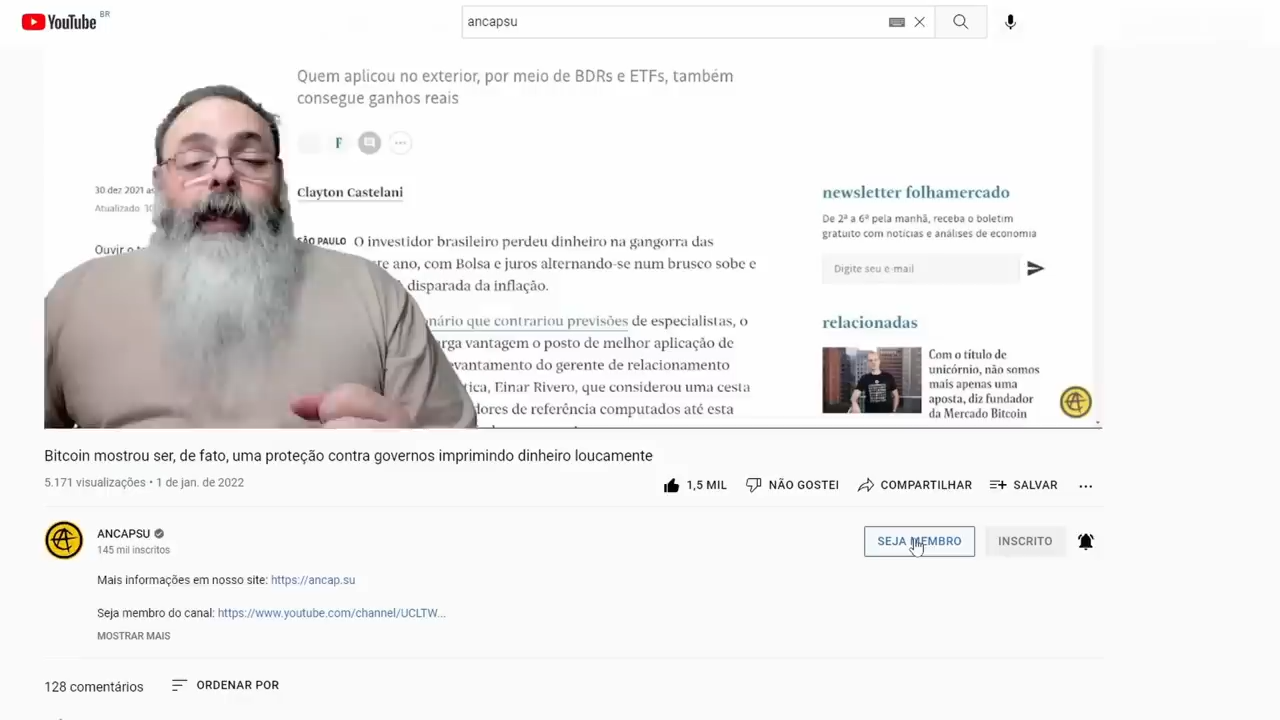 YouTube BR
ancapsu
Quem aplicou no exterior, por meio de BDRs e ETFs, também
consegue ganhos reais
F
30 dez 2021
Clayton Castelani
Atualizado
Ouvir o
SÃO PAULO O investidor brasileiro perdeu dinheiro na gangorra das
ano, com Bolsa e juros alternando-se num brusco sobe e
disparada da inflação.
que contrariou previsões de especialistas, o
vantagem o posto de melhor aplicação de
do gerente de relacionamento
Einar Rivero, que considerou uma cesta
de referência computados até esta
newsletter folhamercado
De 2ª a 6ª pela manhã, receba o boletim
gratuito com notícias e análises de economia
Digite seu e-mail
relacionadas
Com o título de
unicórnio, não somos
mais apenas uma
aposta, diz fundador
da Mercado Bitcoin
Bitcoin mostrou ser, de fato, uma proteção contra governos imprimindo dinheiro loucamente
5.171 visualizações • 1 de jan. de 2022
1,5 MIL
NÃO GOSTEI
COMPARTILHAR
SALVAR
ANCAPSU
145 mil inscritos
SEJA MEMBRO
INSCRITO
Mais informações em nosso site: https://ancap.su
Seja membro do canal: https://www.youtube.com/channel/UCLTW...
MOSTRAR MAIS
128 comentários
ORDENAR POR